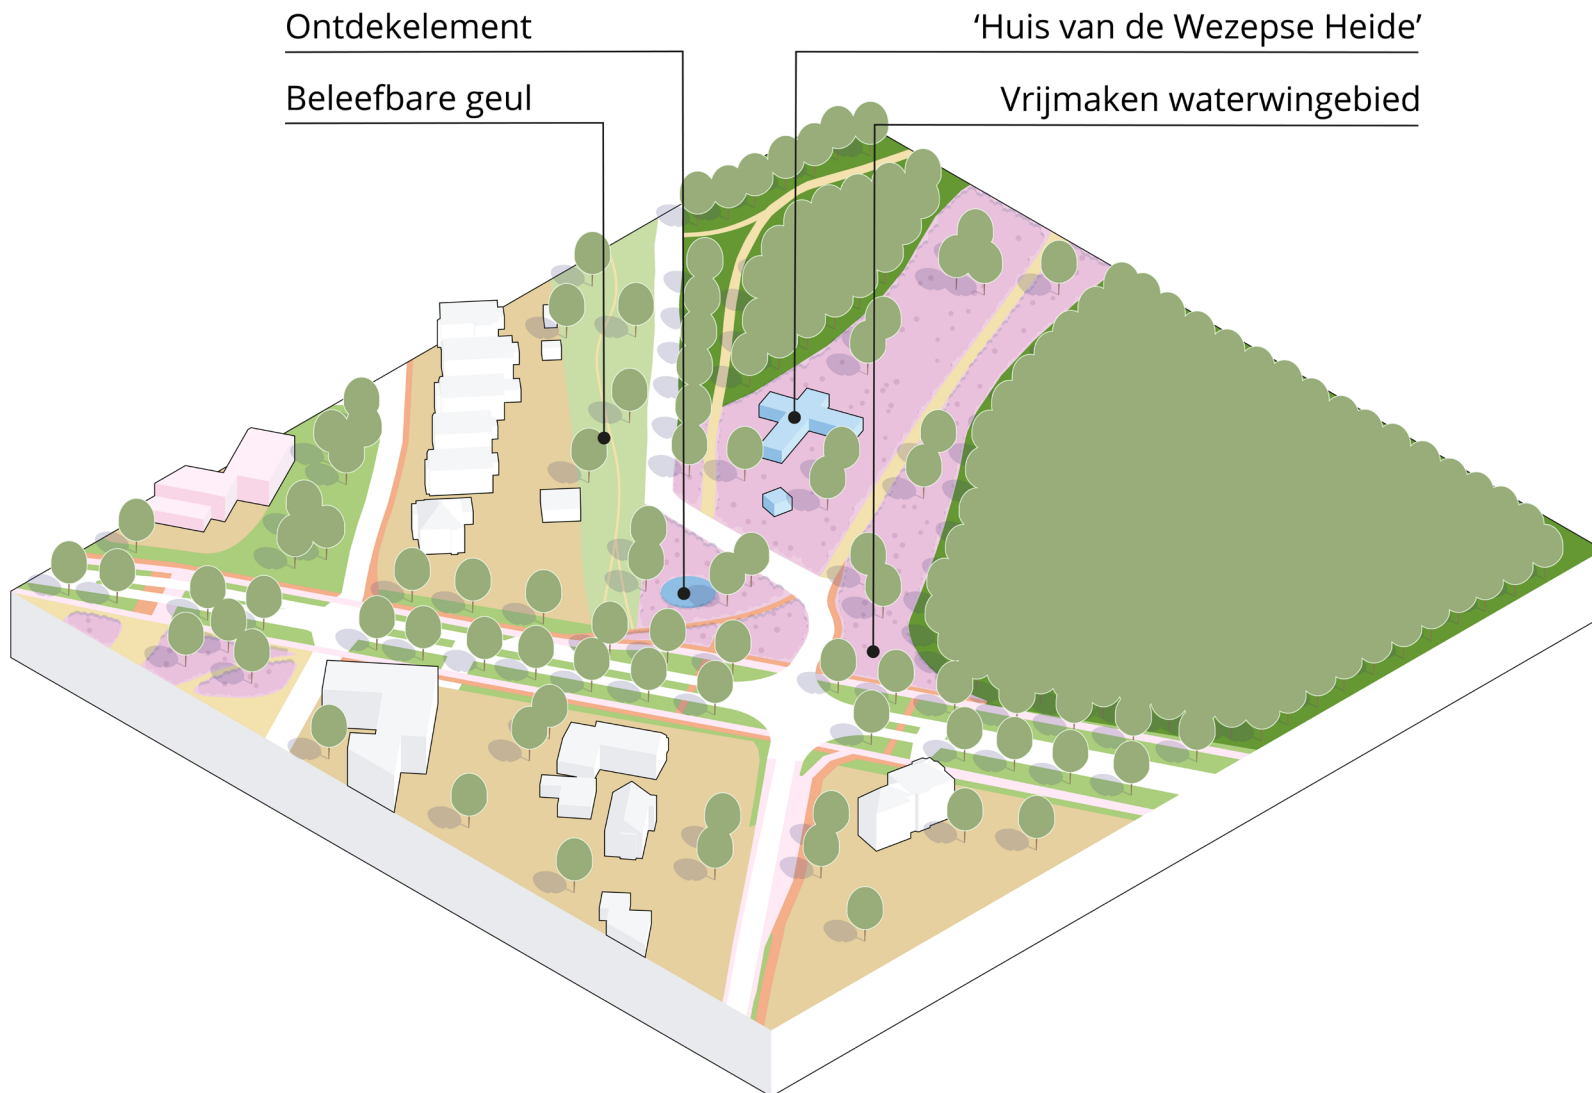 Ontdekelement
Beleefbare geul
‘Huis van de Wezepse Heide’
Vrijmaken waterwingebied